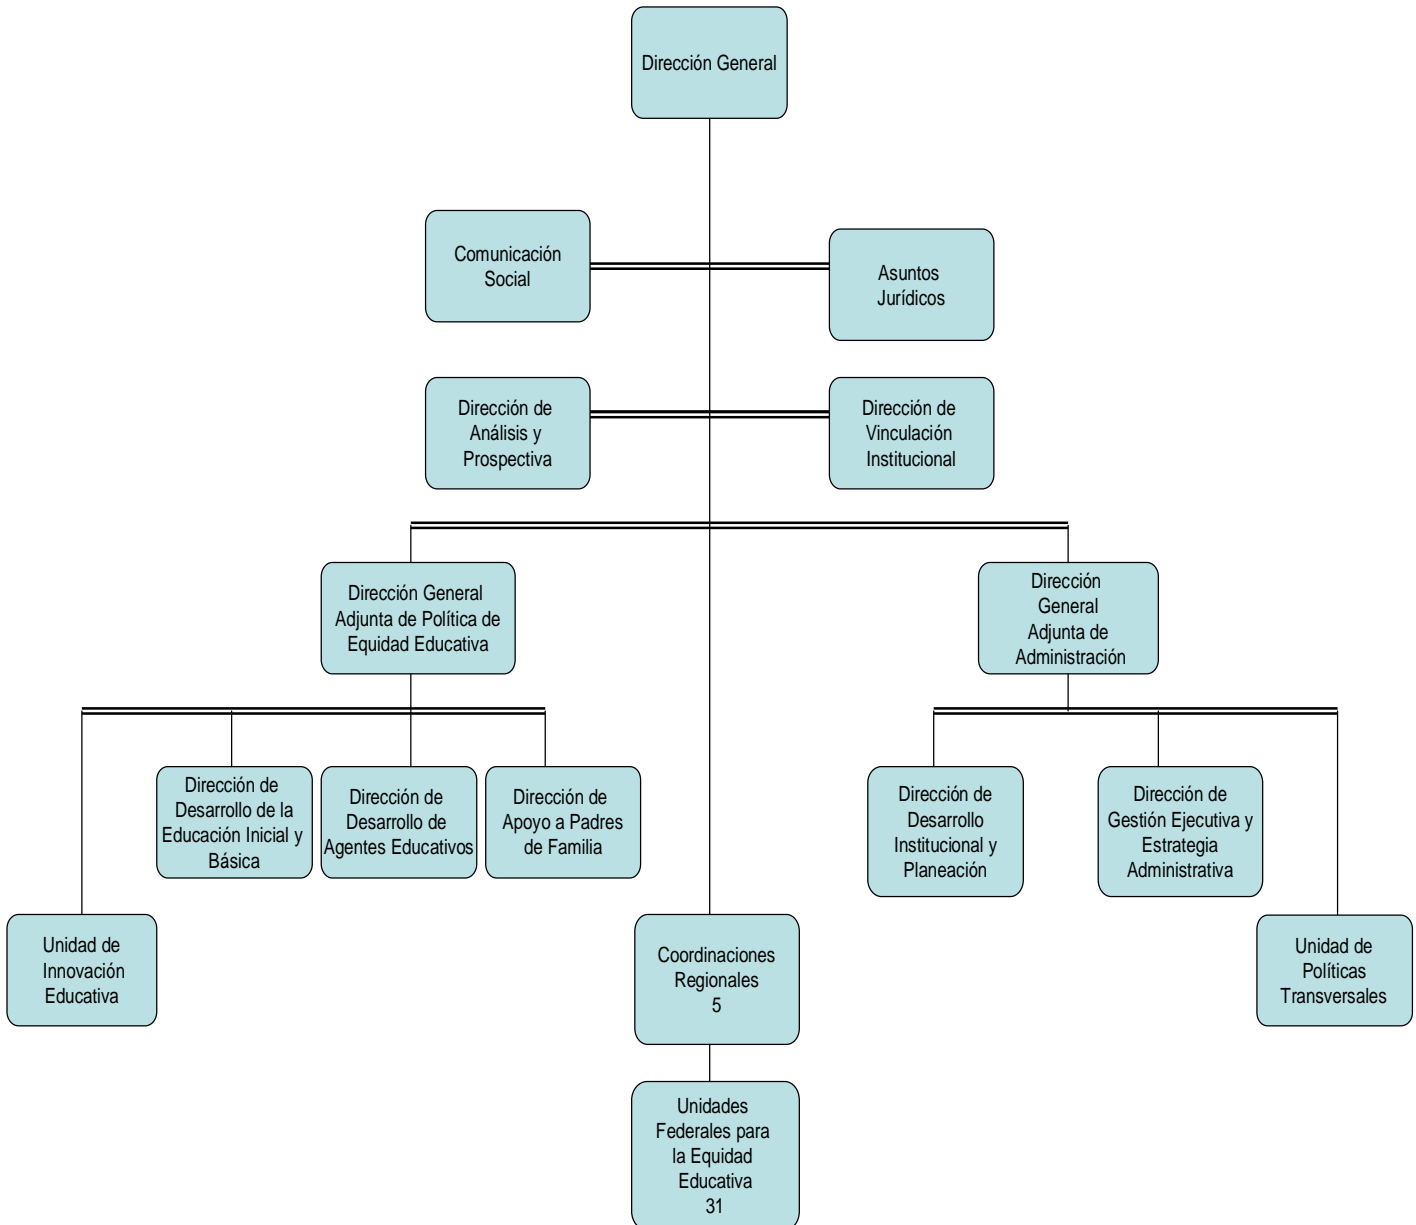 Dirección General
Comunicación
Social
Asuntos
Jurídicos
Dirección de
Análisis y
Prospectiva
Dirección de
Vinculación
Institucional
Dirección General
Adjunta de Política de
Equidad Educativa
Dirección
General
Adjunta de
Administración
Dirección de
Desarrollo de la
Educación Inicial y
Básica
Dirección de
Desarrollo de
Agentes Educativos
Dirección de
Apoyo a Padres
de Familia
Dirección de
Desarrollo
Institucional y
Planeación
Dirección de
Gestión Ejecutiva y
Estrategia
Administrativa
Unidad de
Innovación
Educativa
Coordinaciones
Regionales
5
Unidad de
Políticas
Transversales
Unidades
Federales para
la Equidad
Educativa
31